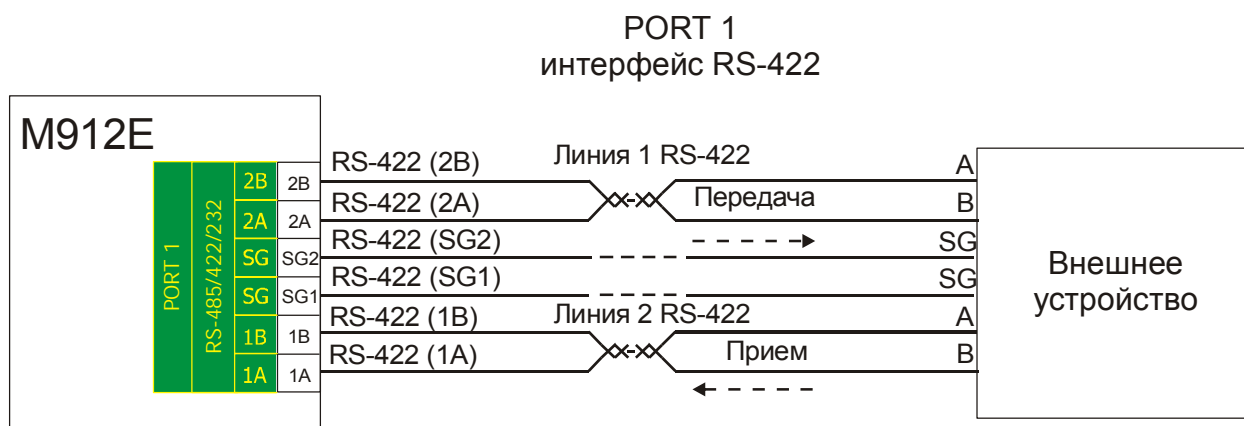 PORT 1
интерфейс RS-422
M912E
PORT 1
RS-485/422/232
2B 2B RS-422 (2B) Линия 1 RS-422 A
2A 2A RS-422 (2A) Передача B
SG SG2 RS-422 (SG2) SG
SG SG1 RS-422 (SG1) SG
1B 1B RS-422 (1B) Линия 2 RS-422 A
1A 1A RS-422 (1A) Прием B
Внешнее
устройство